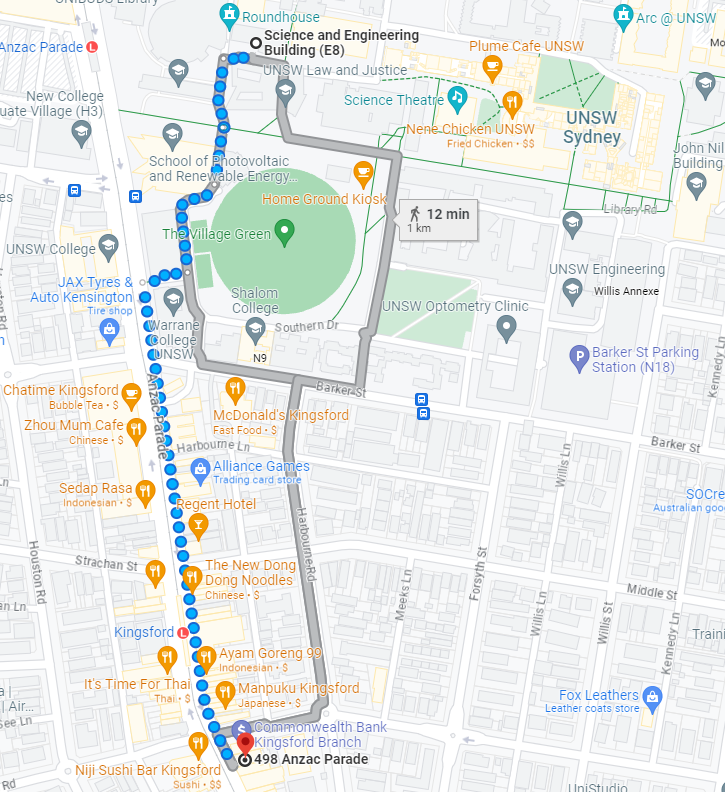 UNIBUDS Library
Roundhouse
Arc @ UNSW
Science and Engineering
Building (E8)
Anzac Parade
Plume Cafe UNSW
UNSW Law and Justice
New College
uate Village (H3)
Science Theatre
UNSW
Sydney
Nene Chicken UNSW
Fried Chicken • $$
John Nil
Building
School of Photovoltaic
and Renewable Energy...
Home Ground Kiosk
12 min
1 km
Library Rd
The Village Green
UNSW College
UNSW Engineering
Willis Annexe
JAX Tyres &
Auto Kensington
Tire shop
Shalom
College
UNSW Optometry Clinic
Warrane
College
UNSW
Southern Dr
N9
Barker St Parking
Station (N18)
Kennedy Ln
Anzac Parade
Chatime Kingsford
Bubble Tea • $
Barker St
McDonald's Kingsford
Fast Food • $
Zhou Mum Cafe
Chinese • $
Harbourne Ln
Barker St
Alliance Games
Trading card store
Willis Ln
Sedap Rasa
Indonesian • $
Regent Hotel
SOCre
Australian goo
Harbourne Rd
Houston Rd
Strachan St
The New Dong
Dong Noodles
Chinese • $
Meeks Ln
Forsyth St
Middle St
Willis Ln
Willis St
Kennedy Ln
Kingsford
Traini
Ayam Goreng 99
Indonesian • $
It's Time For Thai
Thai • $
Manpuku Kingsford
Japanese • $
Fox Leathers
Leather coats store
Commonwealth Bank
Kingsford Branch
498 Anzac Parade
Niji Sushi Bar Kingsford
Sushi • $$
UniStudio